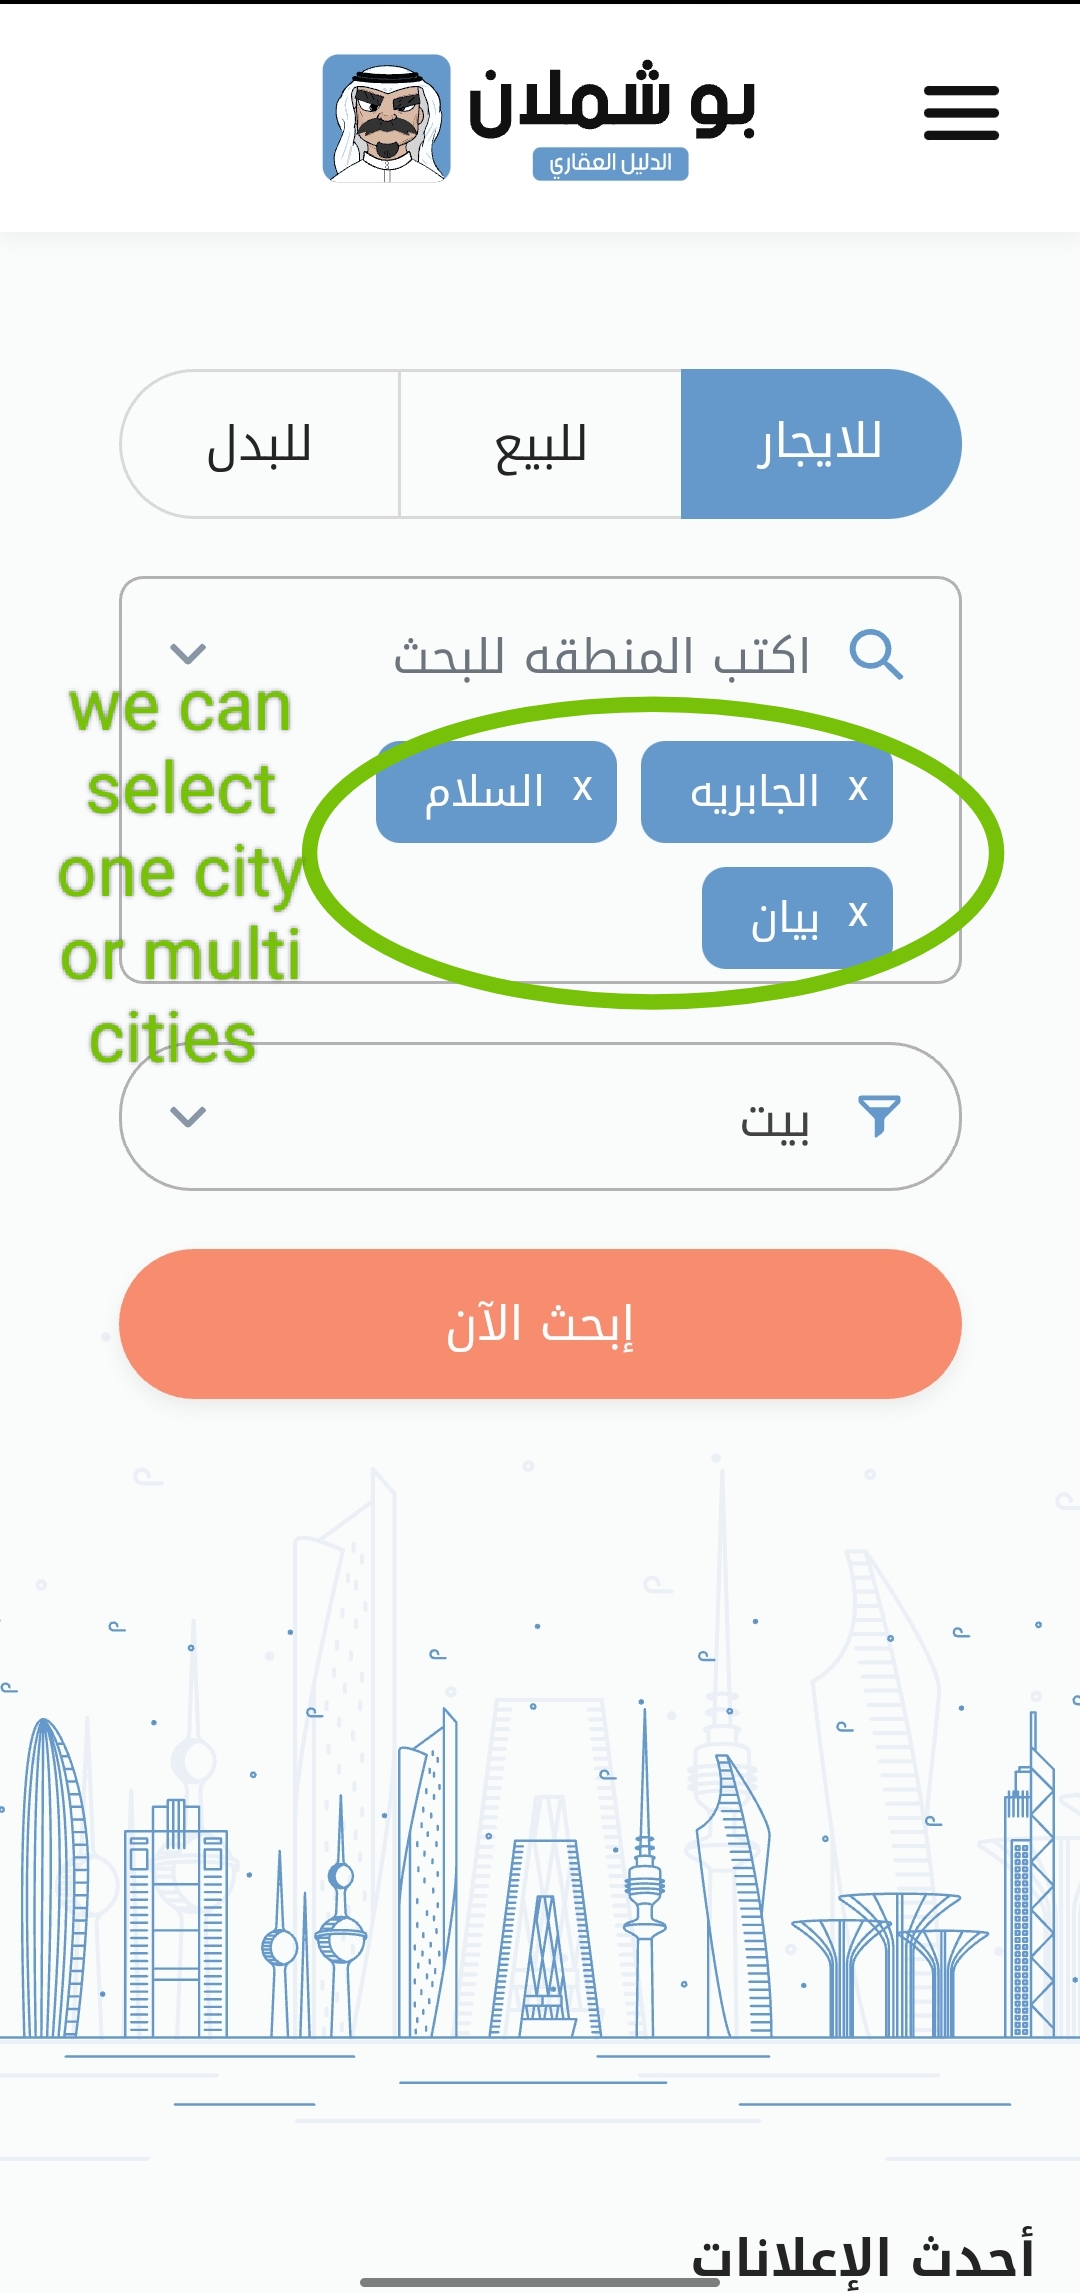 بو شملان
الدليل العقاري
للايجار
للبيع
للبدل
اكتب المنطقه للبحث
x الجابريه
x السلام
x بيان
we can
select
one city
or multi
cities
بيت
إبحث الآن
أحدث الإعلانات